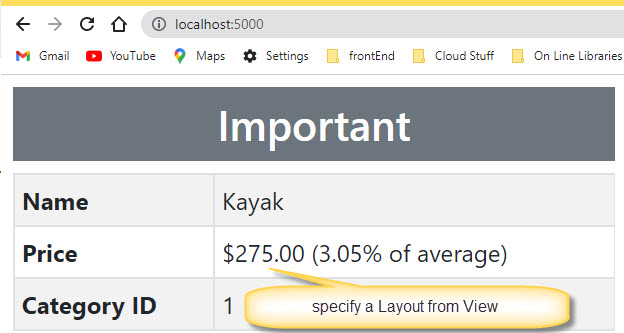 localhost:5000
Gmail YouTube Maps Settings frontEnd Cloud Stuff On Line Libraries
Important
Name Kayak
Price $275.00 (3.05% of average)
Category ID 1
specify a Layout from View